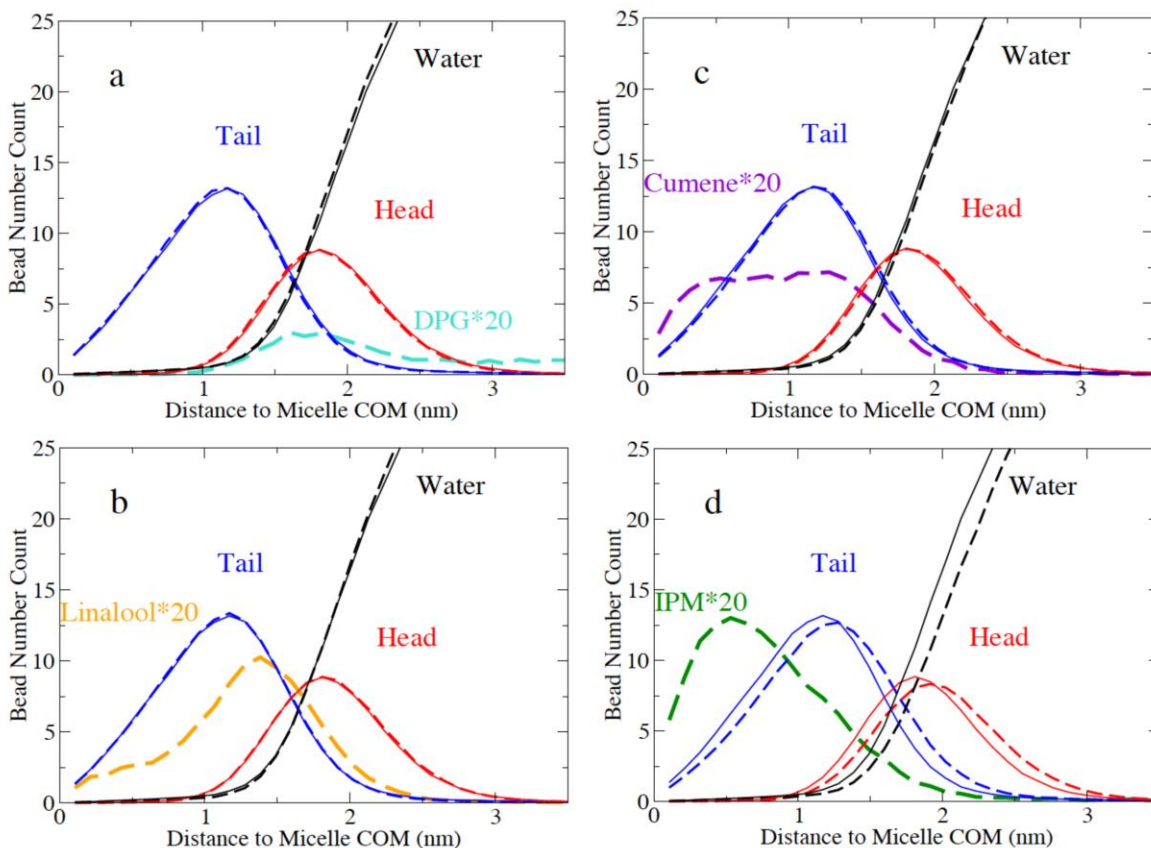 a
25
20
15
10
5
0
Bead Number Count
Water
Tail
Head
DPG*20
0 1 2 3
Distance to Micelle COM (nm)
c
25
20
15
10
5
0
Bead Number Count
Water
Tail
Cumene*20
Head
0 1 2 3
Distance to Micelle COM (nm)
b
25
20
15
10
5
0
Bead Number Count
Water
Tail
Linalool*20
Head
0 1 2 3
Distance to Micelle COM (nm)
d
25
20
15
10
5
0
Bead Number Count
Water
Tail
IPM*20
Head
0 1 2 3
Distance to Micelle COM (nm)